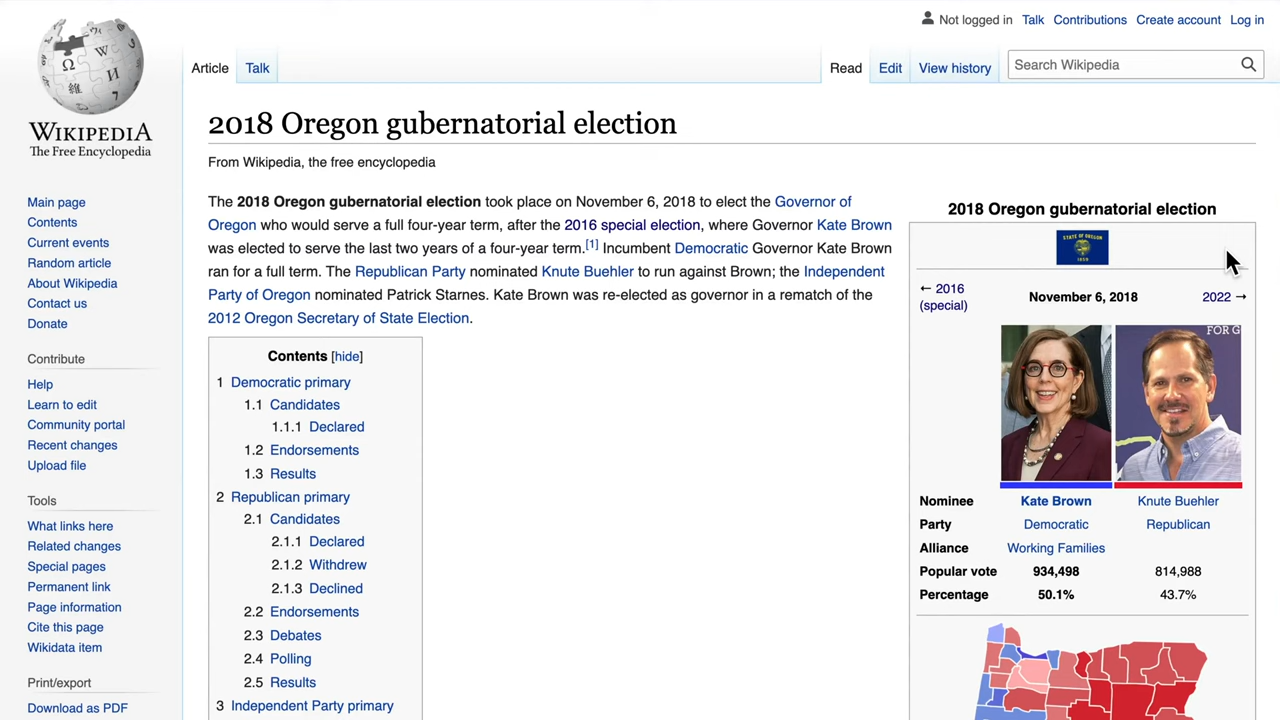 Not logged in Talk Contributions Create account Log in
Article Talk Read Edit View history Search Wikipedia
WIKIPEDIA
The Free Encyclopedia
Main page
Contents
Current events
Random article
About Wikipedia
Contact us
Donate
Contribute
Help
Learn to edit
Community portal
Recent changes
Upload file
Tools
What links here
Related changes
Special pages
Permanent link
Page information
Cite this page
Wikidata item
Print/export
Download as PDF
2018 Oregon gubernatorial election
From Wikipedia, the free encyclopedia
The 2018 Oregon gubernatorial election took place on November 6, 2018 to elect the Governor of
Oregon who would serve a full four-year term, after the 2016 special election, where Governor Kate Brown
was elected to serve the last two years of a four-year term.[1] Incumbent Democratic Governor Kate Brown
ran for a full term. The Republican Party nominated Knute Buehler to run against Brown; the Independent
Party of Oregon nominated Patrick Starnes. Kate Brown was re-elected as governor in a rematch of the
2012 Oregon Secretary of State Election.
Contents [hide]
1 Democratic primary
1.1 Candidates
1.1.1 Declared
1.2 Endorsements
1.3 Results
2 Republican primary
2.1 Candidates
2.1.1 Declared
2.1.2 Withdrew
2.1.3 Declined
2.2 Endorsements
2.3 Debates
2.4 Polling
2.5 Results
3 Independent Party primary
2018 Oregon gubernatorial election
STATE OF OREGON
1859
← 2016 (special) November 6, 2018 2022 →
FOR G
Nominee Kate Brown Knute Buehler
Party Democratic Republican
Alliance Working Families
Popular vote 934,498 814,988
Percentage 50.1% 43.7%